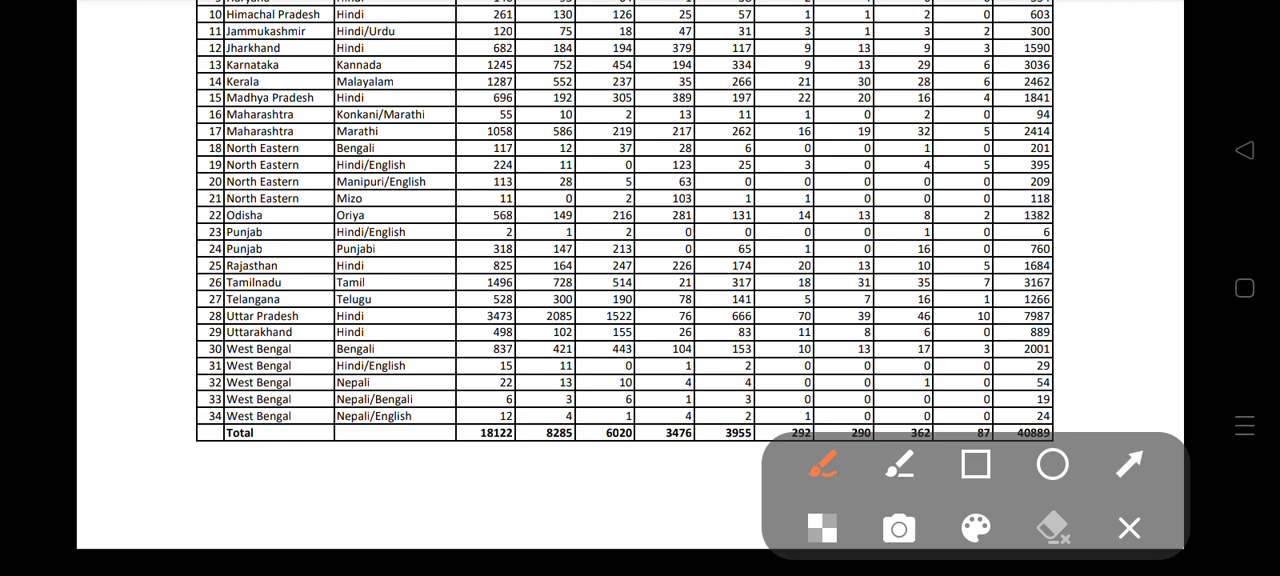 10 Himachal Pradesh Hindi 261 130 126 25 57 1 1 2 0 603
11 Jammukashmir Hindi/Urdu 120 75 18 47 31 3 1 3 2 300
12 Jharkhand Hindi 682 184 194 379 117 9 13 9 3 1590
13 Karnataka Kannada 1245 752 454 194 334 9 13 29 6 3036
14 Kerala Malayalam 1287 552 237 35 266 21 30 28 6 2462
15 Madhya Pradesh Hindi 696 192 305 389 197 22 20 16 4 1841
16 Maharashtra Konkani/Marathi 55 10 2 13 11 1 0 2 0 94
17 Maharashtra Marathi 1058 586 219 217 262 16 19 32 5 2414
18 North Eastern Bengali 117 12 37 28 6 0 0 1 0 201
19 North Eastern Hindi/English 224 11 0 123 25 3 0 4 5 395
20 North Eastern Manipuri/English 113 28 5 63 0 0 0 0 0 209
21 North Eastern Mizo 11 0 2 103 1 1 0 0 0 118
22 Odisha Oriya 568 149 216 281 131 14 13 8 2 1382
23 Punjab Hindi/English 2 1 2 0 0 0 0 1 0 6
24 Punjab Punjabi 318 147 213 0 65 1 0 16 0 760
25 Rajasthan Hindi 825 164 247 226 174 20 13 10 5 1684
26 Tamilnadu Tamil 1496 728 514 21 317 18 31 35 7 3167
27 Telangana Telugu 528 300 190 78 141 5 7 16 1 1266
28 Uttar Pradesh Hindi 3473 2085 1522 76 666 70 39 46 10 7987
29 Uttarakhand Hindi 498 102 155 26 83 11 8 6 0 889
30 West Bengal Bengali 837 421 443 104 153 10 13 17 3 2001
31 West Bengal Hindi/English 15 11 0 1 2 0 0 0 0 29
32 West Bengal Nepali 22 13 10 4 4 0 0 1 0 54
33 West Bengal Nepali/Bengali 6 3 6 1 3 0 0 0 0 19
34 West Bengal Nepali/English 12 4 1 4 2 1 0 0 0 24
Total 18122 8285 6020 3476 3955 292 290 362 87 40889